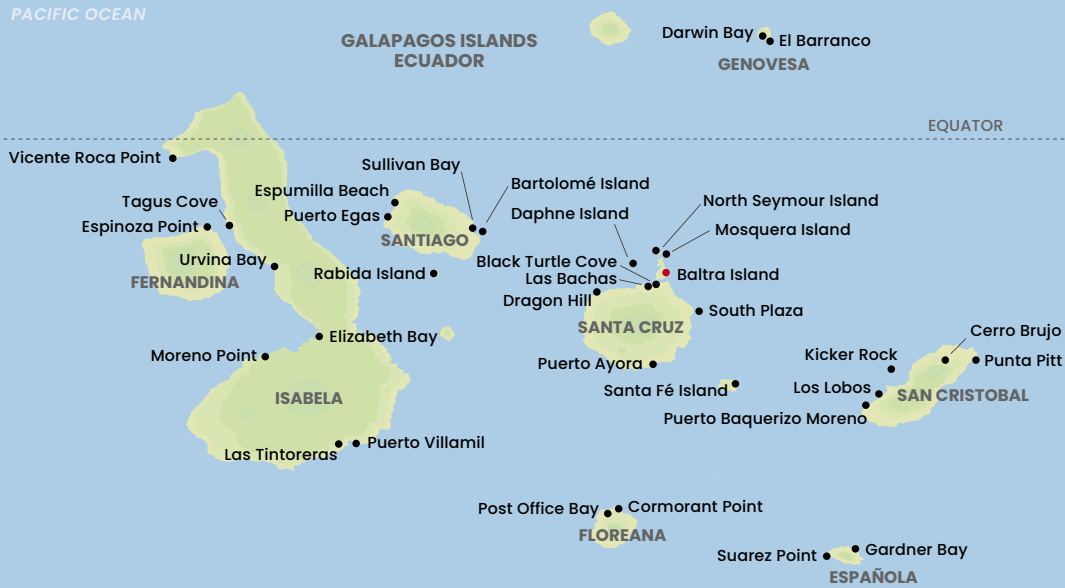 PACIFIC OCEAN
GALAPAGOS ISLANDS
ECUADOR
Darwin Bay
El Barranco
GENOVESA
EQUATOR
Vicente Roca Point
Sullivan Bay
Bartolomé Island
Espumilla Beach
Tagus Cove
Daphne Island
North Seymour Island
Puerto Egas
Espinoza Point
Mosquera Island
SANTIAGO
Urvina Bay
Black Turtle Cove
Rabida Island
Baltra Island
Las Bachas
FERNANDINA
Dragon Hill
South Plaza
SANTA CRUZ
Elizabeth Bay
Cerro Brujo
Moreno Point
Kicker Rock
Punta Pitt
Puerto Ayora
Los Lobos
Santa Fé Island
SAN CRISTOBAL
ISABELA
Puerto Baquerizo Moreno
Puerto Villamil
Las Tintoreras
Post Office Bay
Cormorant Point
FLOREANA
Gardner Bay
Suarez Point
ESPAÑOLA